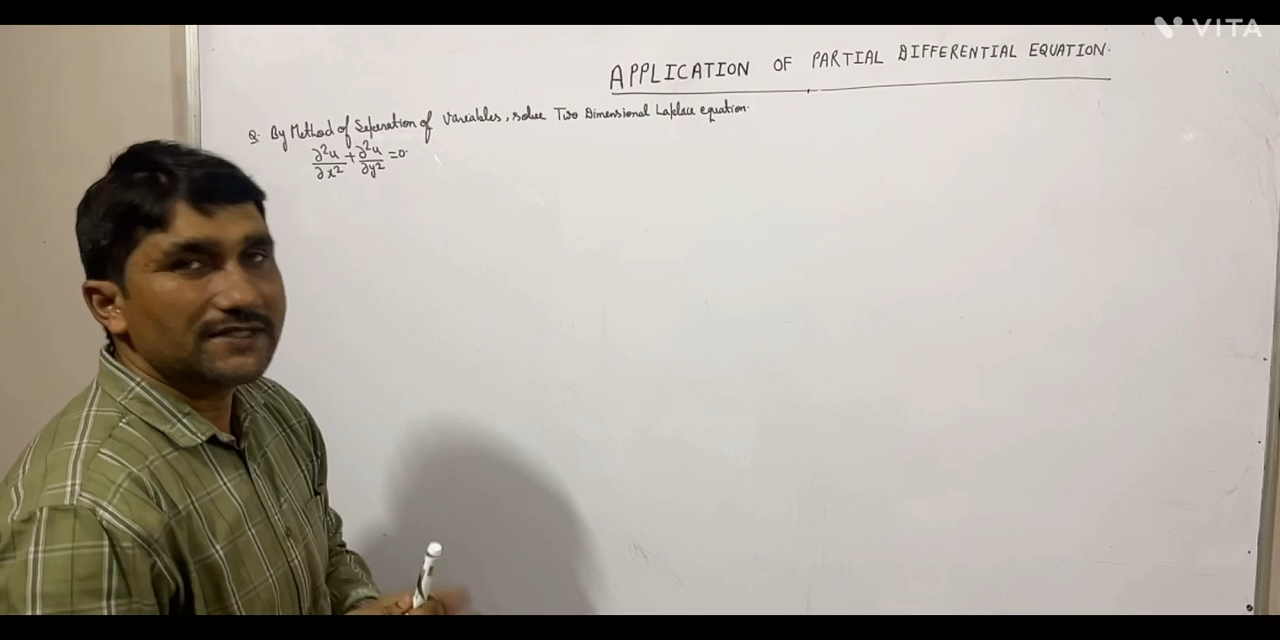 VITA
APPLICATION OF PARTIAL DIFFERENTIAL EQUATION.
Q. By Method of Seperation of Variables, solve Two Dimensional Laplace equation.
∂²u/∂x² + ∂²u/∂y² = 0.